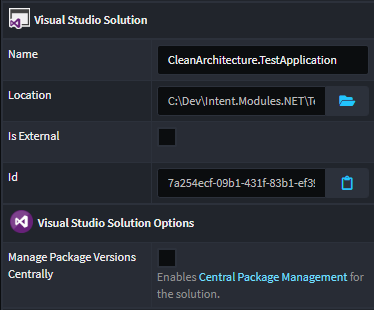 Visual Studio Solution
Name
CleanArchitecture.TestApplication
Location
C:\Dev\Intent.Modules.NET\Te
Is External
Id
7a254ecf-09b1-431f-83b1-ef39
Visual Studio Solution Options
Manage Package Versions
Centrally
Enables Central Package Management for
the solution.